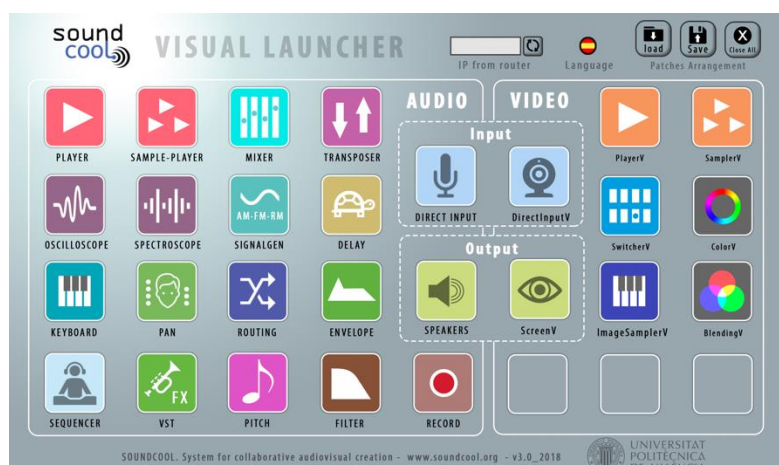 sound
cool
VISUAL LAUNCHER
IP from router
Language
load
Save
Close All
Patches Arrangement
AUDIO
VIDEO
Input
PLAYER
SAMPLE-PLAYER
MIXER
TRANSPOSER
DIRECT INPUT
DirectInputV
PlayerV
SamplerV
AM-FM-RM
OSCILLOSCOPE
SPECTROSCOPE
SIGNALGEN
DELAY
Output
SwitcherV
ColorV
KEYBOARD
PAN
ROUTING
ENVELOPE
SPEAKERS
ScreenV
ImageSamplerV
BlendingV
FX
SEQUENCER
VST
PITCH
FILTER
RECORD
SOUNDCOOL. System for collaborative audiovisual creation - www.soundcool.org - v3.0_2018
UNIVERSITAT
POLITÈCNICA